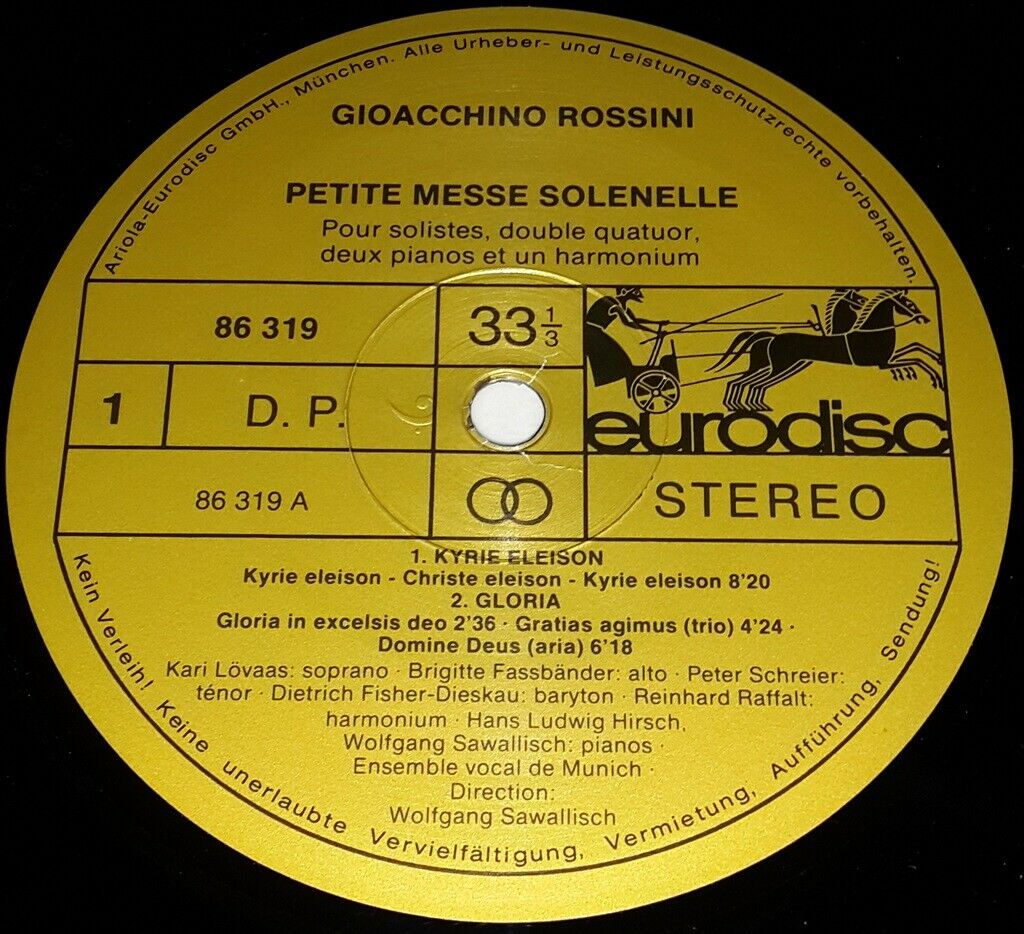 Ariola-Eurodisc GmbH., München. Alle Urheber- und Leistungsschutzrechte vorbehalten.
GIOACCHINO ROSSINI
PETITE MESSE SOLENELLE
Pour solistes, double quatuor,
deux pianos et un harmonium
86 319
33 1/3
1
D. P.
eurodisc
86 319 A
STEREO
1. KYRIE ELEISON
Kyrie eleison - Christe eleison - Kyrie eleison 8'20
2. GLORIA
Gloria in excelsis deo 2'36 · Gratias agimus (trio) 4'24 ·
Domine Deus (aria) 6'18
Kari Lövaas: soprano · Brigitte Fassbänder: alto · Peter Schreier:
ténor · Dietrich Fisher-Dieskau: baryton · Reinhard Raffalt:
harmonium · Hans Ludwig Hirsch,
Wolfgang Sawallisch: pianos ·
Ensemble vocal de Munich ·
Direction:
Wolfgang Sawallisch
Kein Verleih! Keine unerlaubte Vervielfältigung, Vermietung, Aufführung, Sendung!